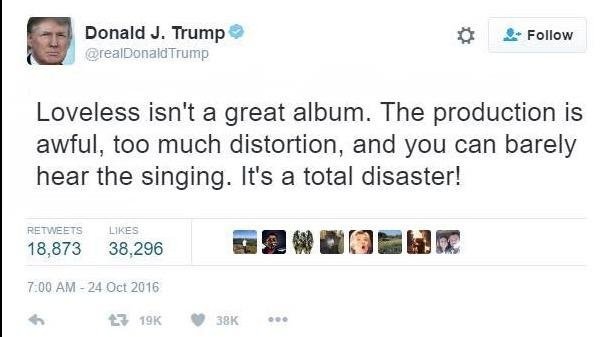 Donald J. Trump
@realDonaldTrump
Follow
Loveless isn't a great album. The production is
awful, too much distortion, and you can barely
hear the singing. It's a total disaster!
RETWEETS LIKES
18,873 38,296
7:00 AM - 24 Oct 2016
19K 38K